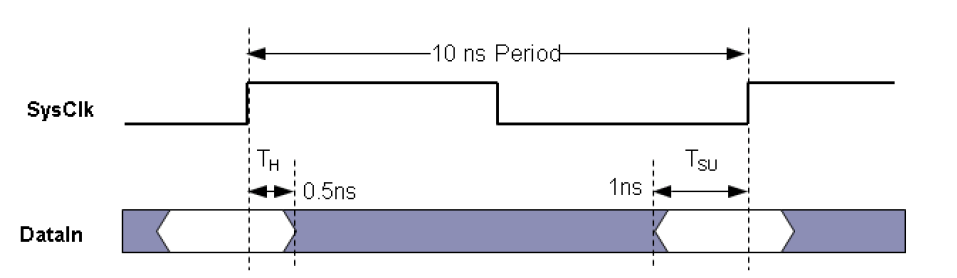 10 ns Period
SysClk
TH
TSU
0.5ns
1ns
DataIn